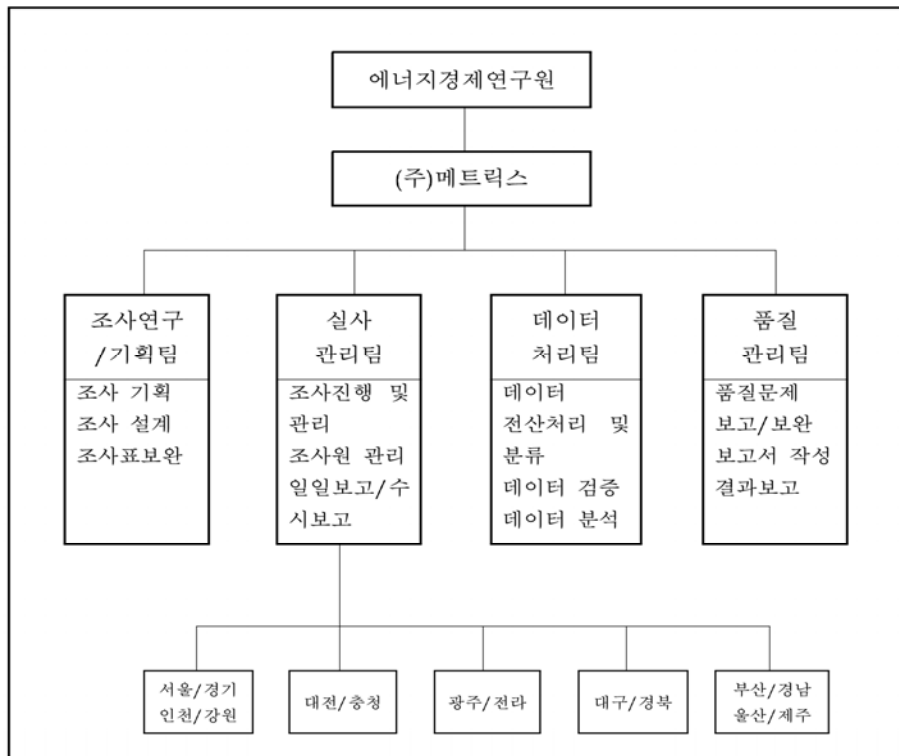 에너지경제연구원
(주)메트릭스
조사연구
/기획팀
조사 기획
조사 설계
조사표보완
실사
관리팀
조사진행 및
관리
조사원 관리
일일보고/수
시보고
데이터
처리팀
데이터
전산처리 및
분류
데이터 검증
데이터 분석
품질
관리팀
품질문제
보고/보완
보고서 작성
결과보고
서울/경기
인천/강원
대전/충청
광주/전라
대구/경북
부산/경남
울산/제주